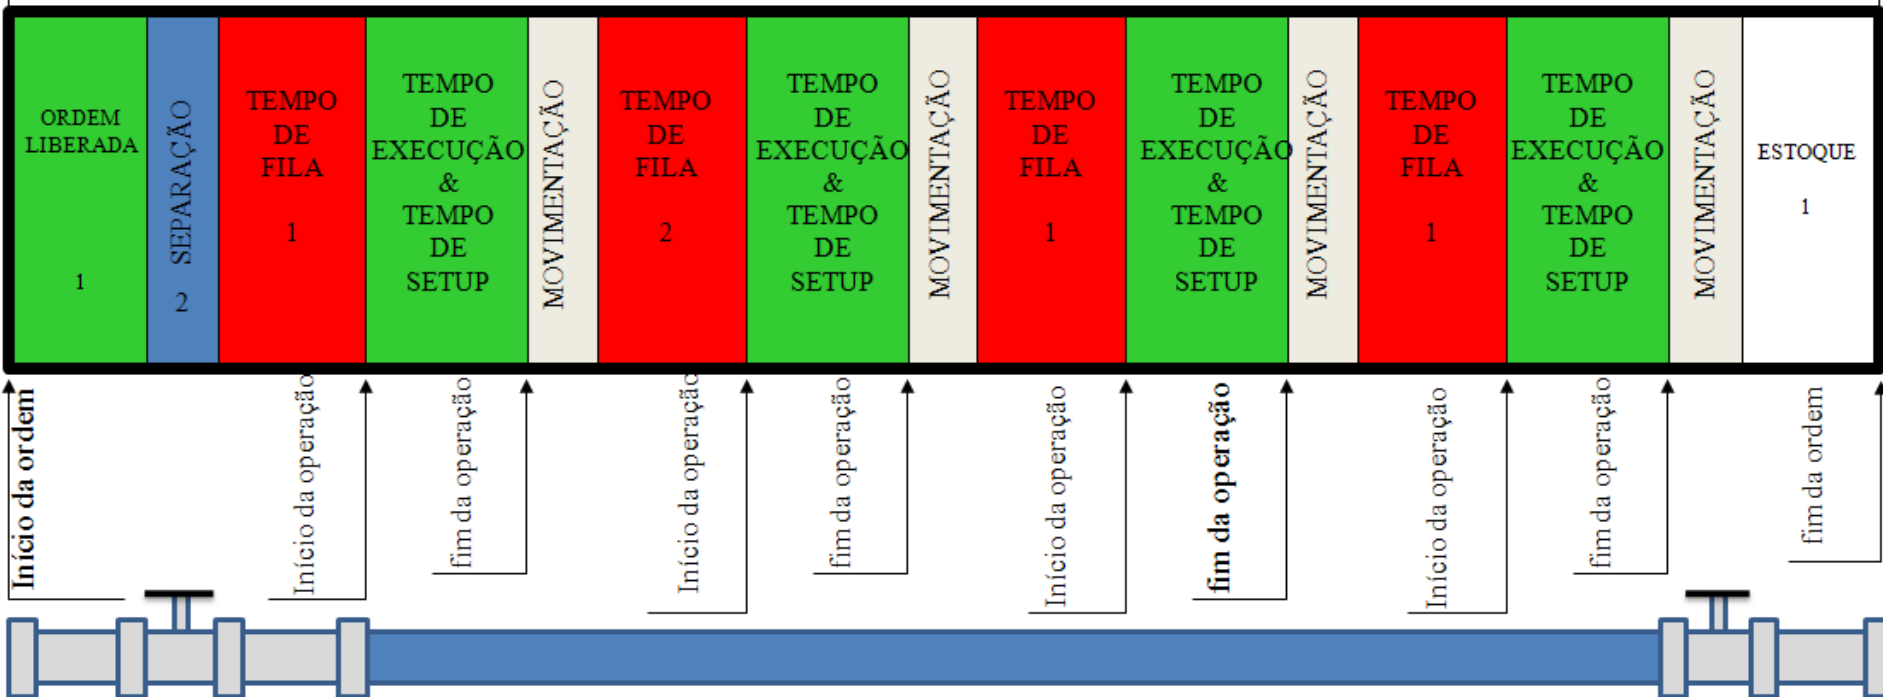 ORDEM
LIBERADA
1
SEPARAÇÃO
2
TEMPO
DE
FILA
1
TEMPO
DE
EXECUÇÃO
&
TEMPO
DE
SETUP
MOVIMENTAÇÃO
TEMPO
DE
FILA
2
TEMPO
DE
EXECUÇÃO
&
TEMPO
DE
SETUP
MOVIMENTAÇÃO
TEMPO
DE
FILA
1
TEMPO
DE
EXECUÇÃO
&
TEMPO
DE
SETUP
MOVIMENTAÇÃO
TEMPO
DE
FILA
1
TEMPO
DE
EXECUÇÃO
&
TEMPO
DE
SETUP
MOVIMENTAÇÃO
ESTOQUE
1
Início da ordem
Início da operação
fim da operação
Início da operação
fim da operação
Início da operação
fim da operação
Início da operação
fim da operação
fim da ordem